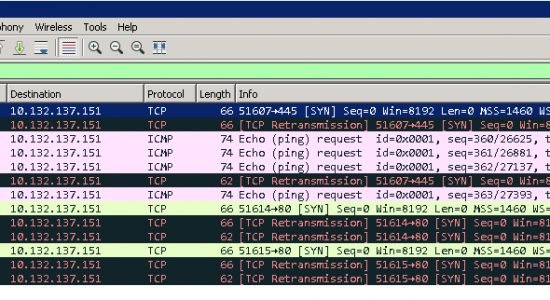 phony Wireless Tools Help
Destination Protocol Length Info
10.132.137.151 TCP 66 51607→445 [SYN] Seq=0 Win=8192 Len=0 MSS=1460 WS=
10.132.137.151 TCP 66 [TCP Retransmission] 51607→445 [SYN] Seq=0 Win=
10.132.137.151 ICMP 74 Echo (ping) request id=0x0001, seq=360/26625, t
10.132.137.151 ICMP 74 Echo (ping) request id=0x0001, seq=361/26881, t
10.132.137.151 ICMP 74 Echo (ping) request id=0x0001, seq=362/27137, t
10.132.137.151 TCP 62 [TCP Retransmission] 51607→445 [SYN] Seq=0 Win=
10.132.137.151 ICMP 74 Echo (ping) request id=0x0001, seq=363/27393, t
10.132.137.151 TCP 66 51614→80 [SYN] Seq=0 Win=8192 Len=0 MSS=1460 WS=
10.132.137.151 TCP 66 [TCP Retransmission] 51614→80 [SYN] Seq=0 Win=8
10.132.137.151 TCP 62 [TCP Retransmission] 51614→80 [SYN] Seq=0 Win=8
10.132.137.151 TCP 66 51615→80 [SYN] Seq=0 Win=8192 Len=0 MSS=1460 WS=
10.132.137.151 TCP 66 [TCP Retransmission] 51615→80 [SYN] Seq=0 Win=8
10.132.137.151 TCP 62 [TCP Retransmission] 51615→80 [SYN] Seq=0 Win=8